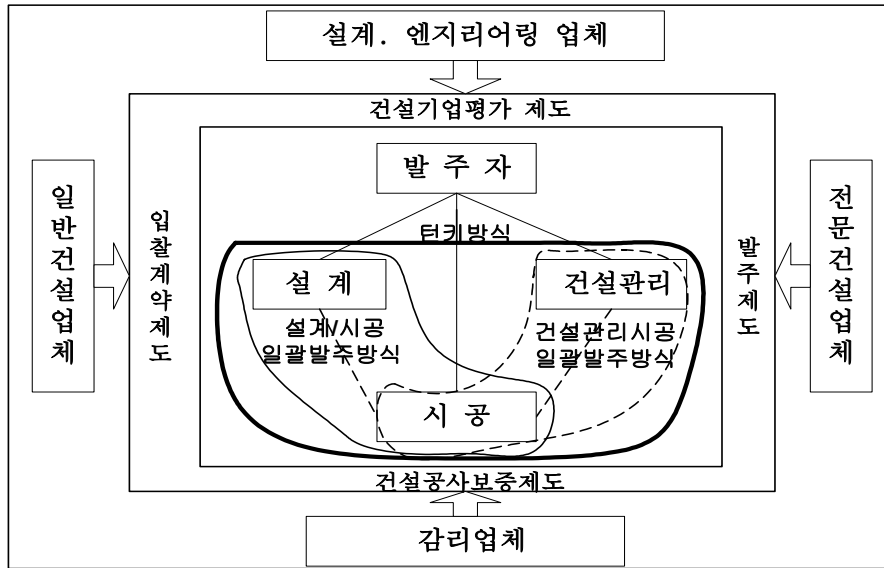 설계. 엔지리어링 업체
건설기업평가 제도
발 주 자
일반건설업체
입찰계약제도
턴키방식
발주제도
전문건설업체
설 계
건설관리
설계/시공
일괄발주방식
건설관리시공
일괄발주방식
시 공
건설공사보증제도
감리업체